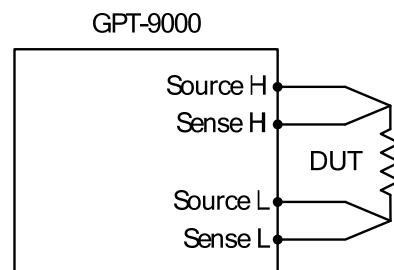 GPT-9000
Source H
Sense H
DUT
Source L
Sense L